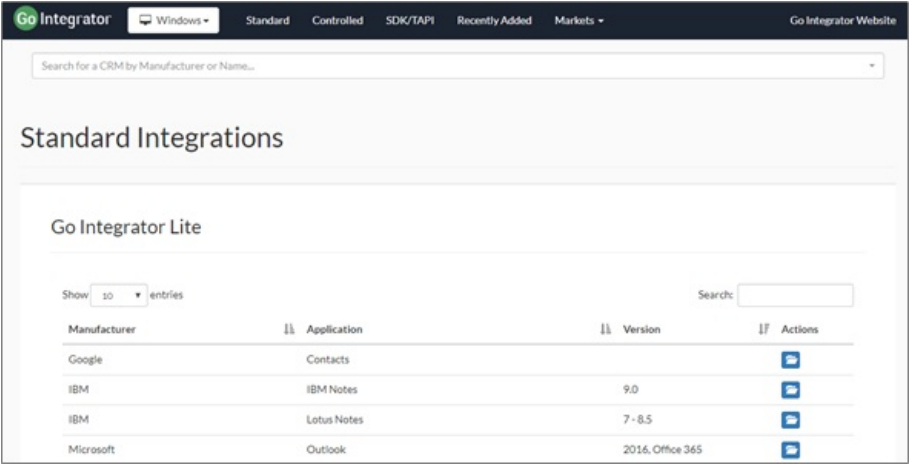 Go Integrator Windows Standard Controlled SDK/TAPI Recently Added Markets Go Integrator Website
Search for a CRM by Manufacturer or Name...
Standard Integrations
Go Integrator Lite
Show 10 entries Search:
Manufacturer Application Version Actions
Google Contacts
IBM IBM Notes 9.0
IBM Lotus Notes 7 - 8.5
Microsoft Outlook 2016, Office 365